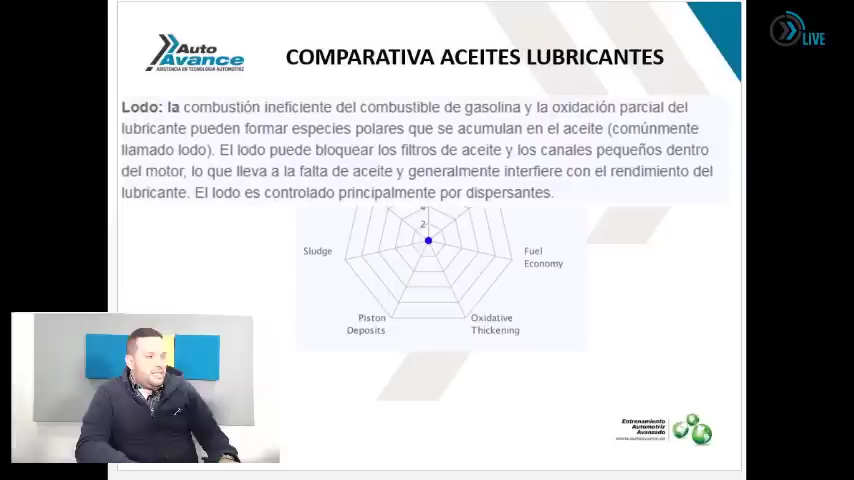 Auto
Avance
ASISTENCIA EN TECNOLOGIA AUTOMOTRIZ
COMPARATIVA ACEITES LUBRICANTES
LIVE
Lodo: la combustión ineficiente del combustible de gasolina y la oxidación parcial del
lubricante pueden formar especies polares que se acumulan en el aceite (comúnmente
llamado lodo). El lodo puede bloquear los filtros de aceite y los canales pequeños dentro
del motor, lo que lleva a la falta de aceite y generalmente interfiere con el rendimiento del
lubricante. El lodo es controlado principalmente por dispersantes.
4
2
Sludge
Fuel
Economy
Piston
Deposits
Oxidative
Thickening
Entrenamiento
Automotriz
Avanzado